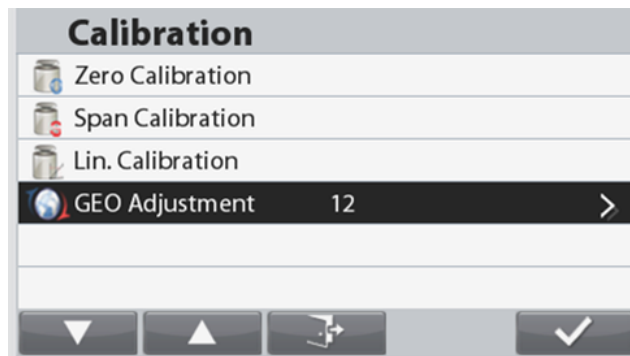 Calibration
Zero Calibration
Span Calibration
Lin. Calibration
GEO Adjustment 12